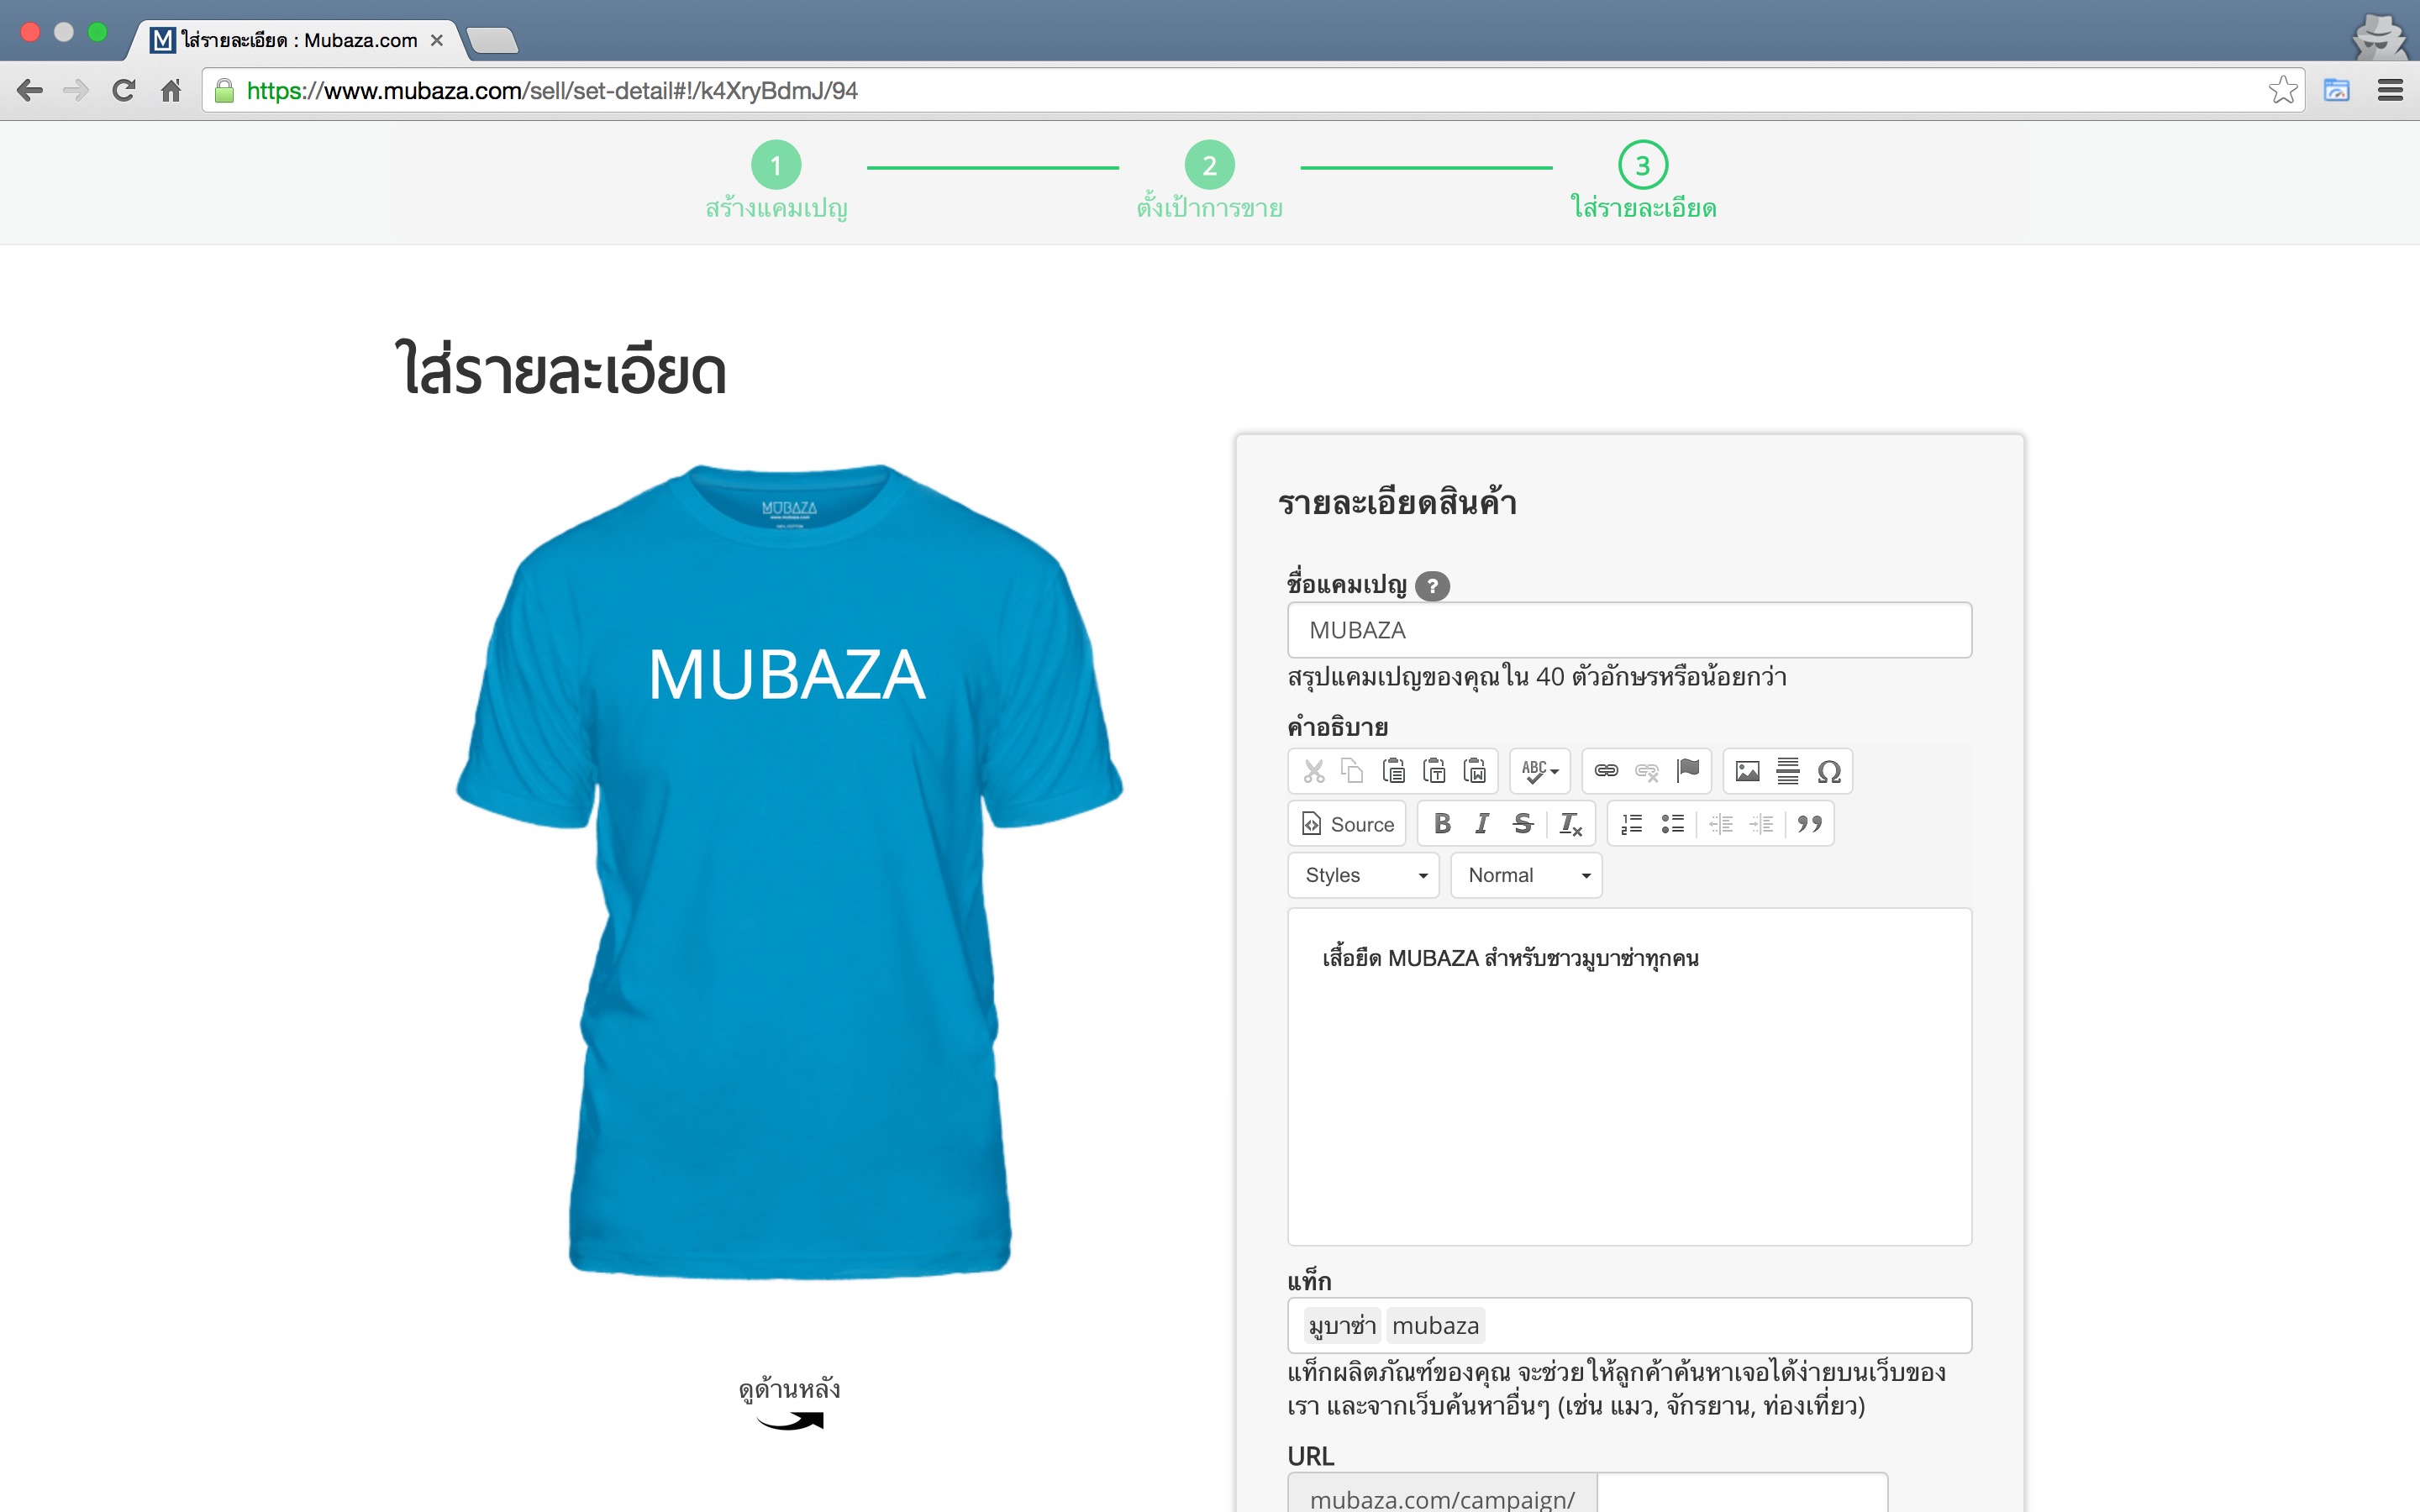 ใส่รายละเอียด : Mubaza.com
https://www.mubaza.com/sell/set-detail#!/k4XryBdmJ/94
1
2
3
สร้างแคมเปญ
ตั้งเป้าการขาย
ใส่รายละเอียด
ใส่รายละเอียด
MUBAZA
www.mubaza.com
MUBAZA
ดูด้านหลัง
รายละเอียดสินค้า
ชื่อแคมเปญ ?
MUBAZA
สรุปแคมเปญของคุณใน 40 ตัวอักษรหรือน้อยกว่า
คำอธิบาย
ABC
Source B I S Tx
Styles Normal
เสื้อยืด MUBAZA สำหรับชาวมูบาซ่าทุกคน
แท็ก
มูบาซ่า mubaza
แท็กผลิตภัณฑ์ของคุณ จะช่วยให้ลูกค้าค้นหาเจอได้ง่ายบนเว็บของ
เรา และจากเว็บค้นหาอื่นๆ (เช่น แมว, จักรยาน, ท่องเที่ยว)
URL
mubaza.com/campaign/